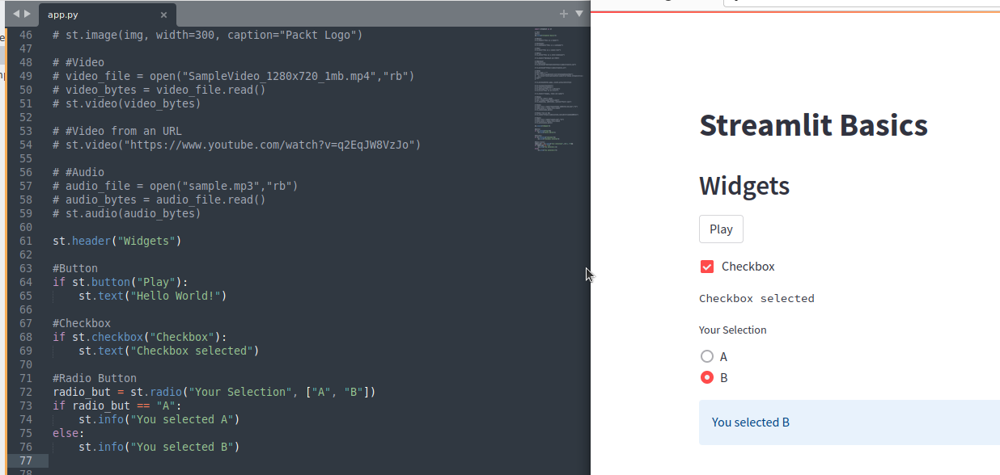 app.py
46 # st.image(img, width=300, caption="Packt Logo")
47
48 # #Video
49 # video_file = open("SampleVideo_1280x720_1mb.mp4","rb")
50 # video_bytes = video_file.read()
51 # st.video(video_bytes)
52
53 # #Video from an URL
54 # st.video("https://www.youtube.com/watch?v=q2EqJW8VzJo")
55
56 # #Audio
57 # audio_file = open("sample.mp3","rb")
58 # audio_bytes = audio_file.read()
59 # st.audio(audio_bytes)
60
61 st.header("Widgets")
62
63 #Button
64 if st.button("Play"):
65 st.text("Hello World!")
66
67 #Checkbox
68 if st.checkbox("Checkbox"):
69 st.text("Checkbox selected")
70
71 #Radio Button
72 radio_but = st.radio("Your Selection", ["A", "B"])
73 if radio_but == "A":
74 st.info("You selected A")
75 else:
76 st.info("You selected B")
77
78
Streamlit Basics
Widgets
Play
Checkbox
Checkbox selected
Your Selection
A
B
You selected B